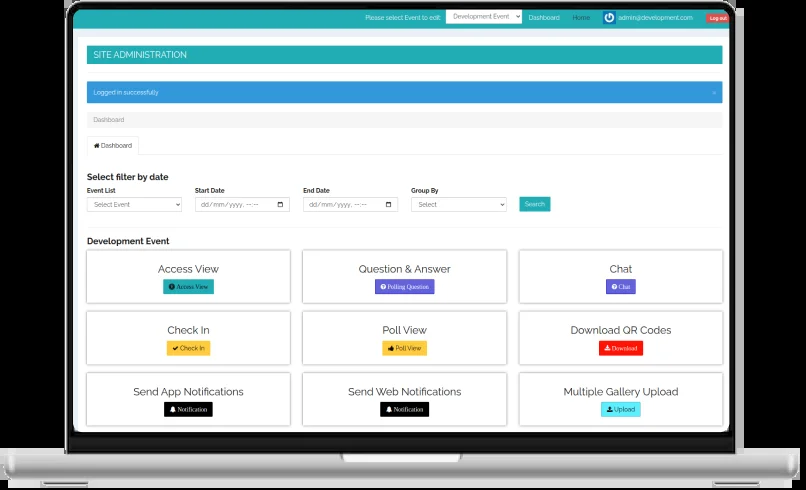 Please select Event to edit: Development Event Dashboard Home admin@development.com Log out
SITE ADMINISTRATION
Logged in successfully ×
Dashboard
Dashboard
Select filter by date
Event List Start Date End Date Group By
Select Event dd/mm/yyyy, --:-- dd/mm/yyyy, --:-- Select Search
Development Event
Access View Question & Answer Chat
Access View Polling Question Chat
Check In Poll View Download QR Codes
Check In Poll View Download
Send App Notifications Send Web Notifications Multiple Gallery Upload
Notification Notification Upload